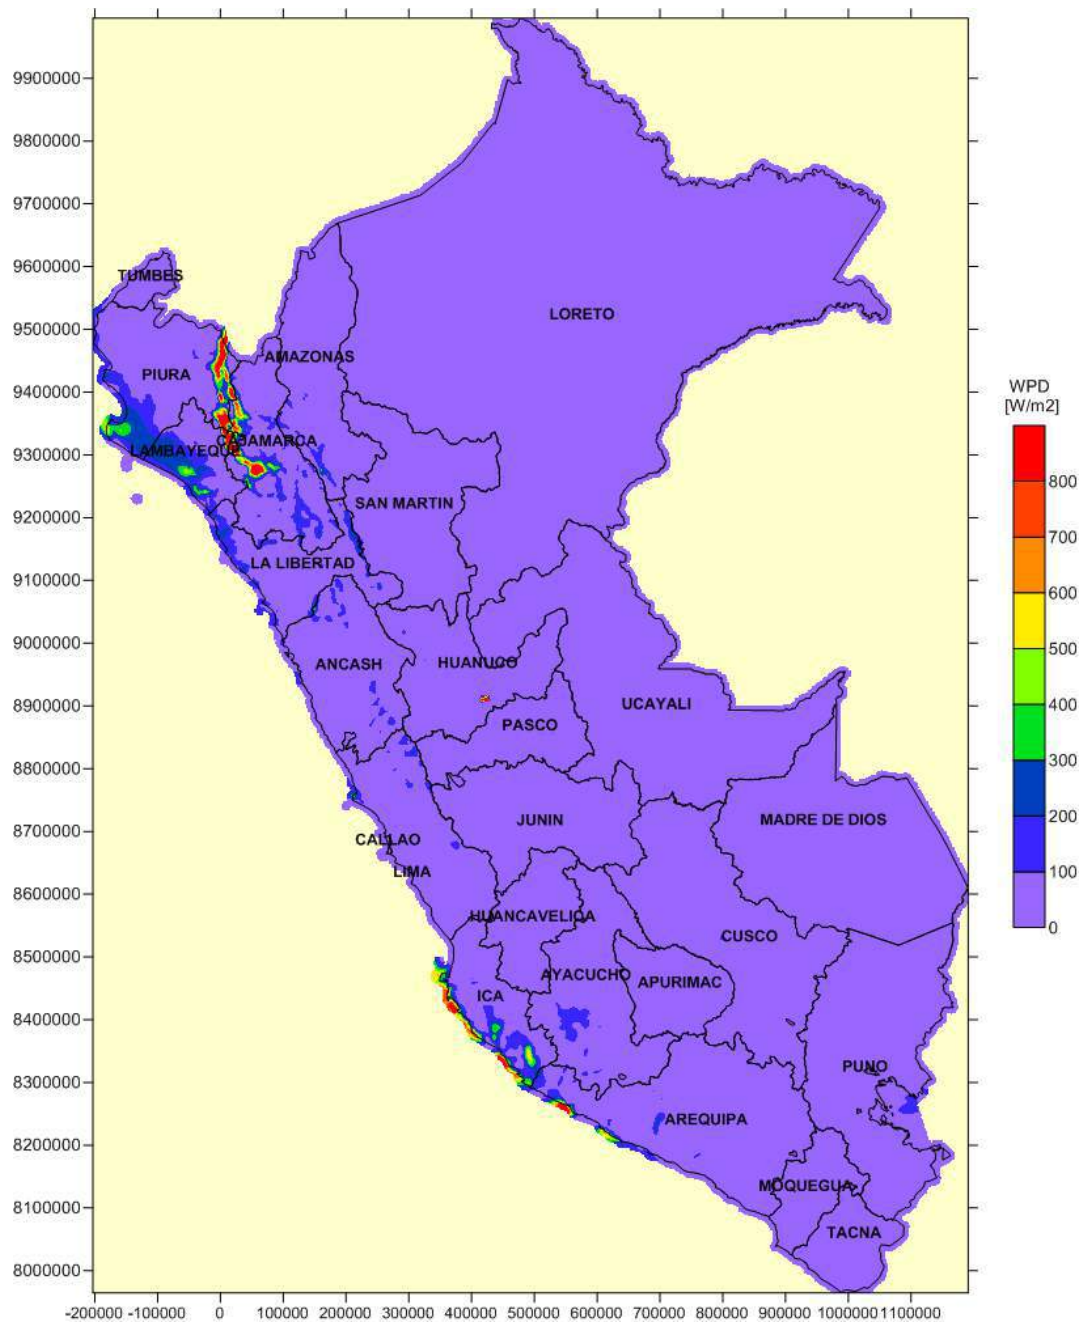 9900000
9800000
9700000
9600000
9500000
9400000
9300000
9200000
9100000
9000000
8900000
8800000
8700000
8600000
8500000
8400000
8300000
8200000
8100000
8000000
TUMBES
LORETO
AMAZONAS
PIURA
CAJAMARCA
LAMBAYEQUE
SAN MARTIN
LA LIBERTAD
ANCASH
HUANUCO
UCAYALI
PASCO
JUNIN
MADRE DE DIOS
CALLAO
LIMA
HUANCAVELICA
CUSCO
AYACUCHO
APURIMAC
ICA
PUNO
AREQUIPA
MOQUEGUA
TACNA
WPD
[W/m2]
800
700
600
500
400
300
200
100
0
-200000 -100000 0 100000 200000 300000 400000 500000 600000 700000 800000 900000 1000000 1100000